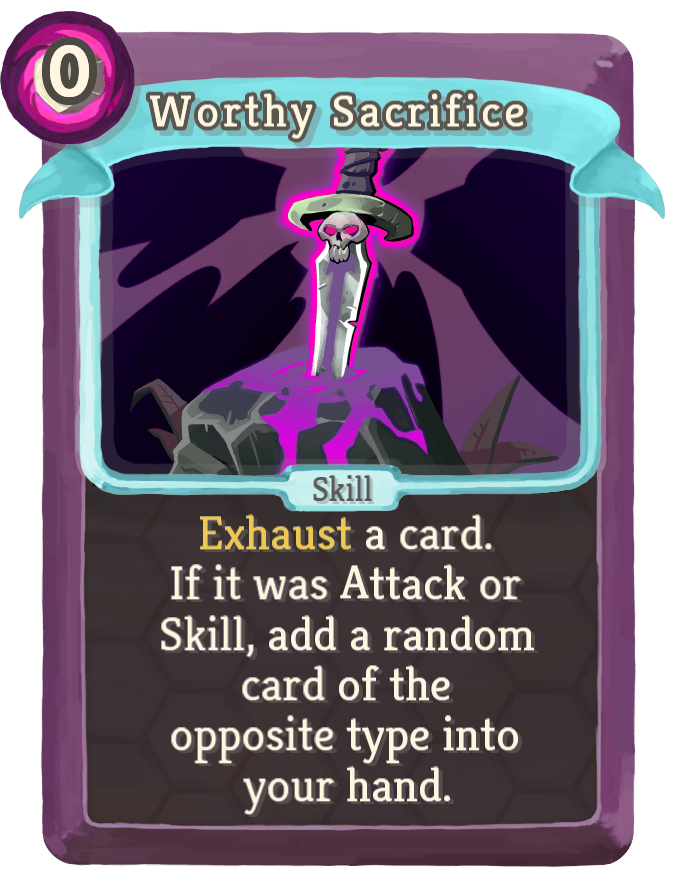 0
Worthy Sacrifice
Skill
Exhaust a card.
If it was Attack or
Skill, add a random
card of the
opposite type into
your hand.